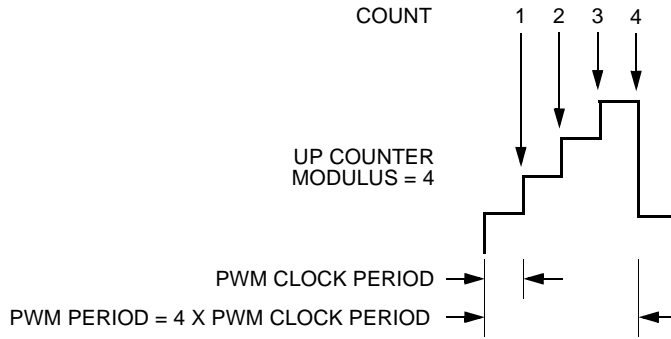 COUNT 1 2 3 4
UP COUNTER
MODULUS = 4
PWM CLOCK PERIOD
PWM PERIOD = 4 X PWM CLOCK PERIOD